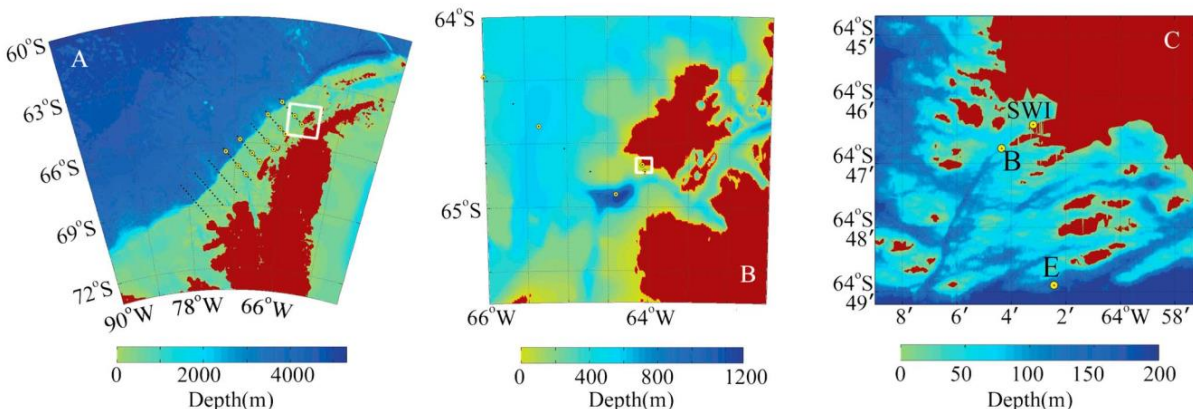 60°S
63°S
66°S
69°S
72°S
90°W
78°W
66°W
A
0
2000
4000
Depth(m)
64°S
65°S
66°W
64°W
B
0
400
800
1200
Depth(m)
64°S
45′
46′
64°S
47′
64°S
48′
64°S
49′
8′
6′
4′
2′
64°W
58′
C
SWI
B
E
0
50
100
150
200
Depth(m)